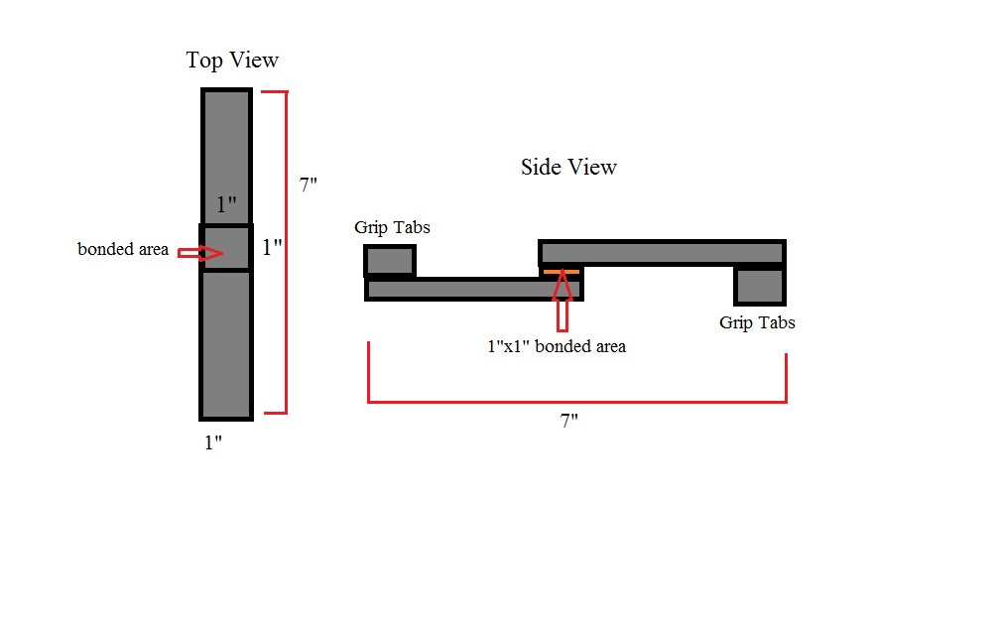 Top View
1"
7"
bonded area
1"
1"
Side View
Grip Tabs
Grip Tabs
1"x1" bonded area
7"